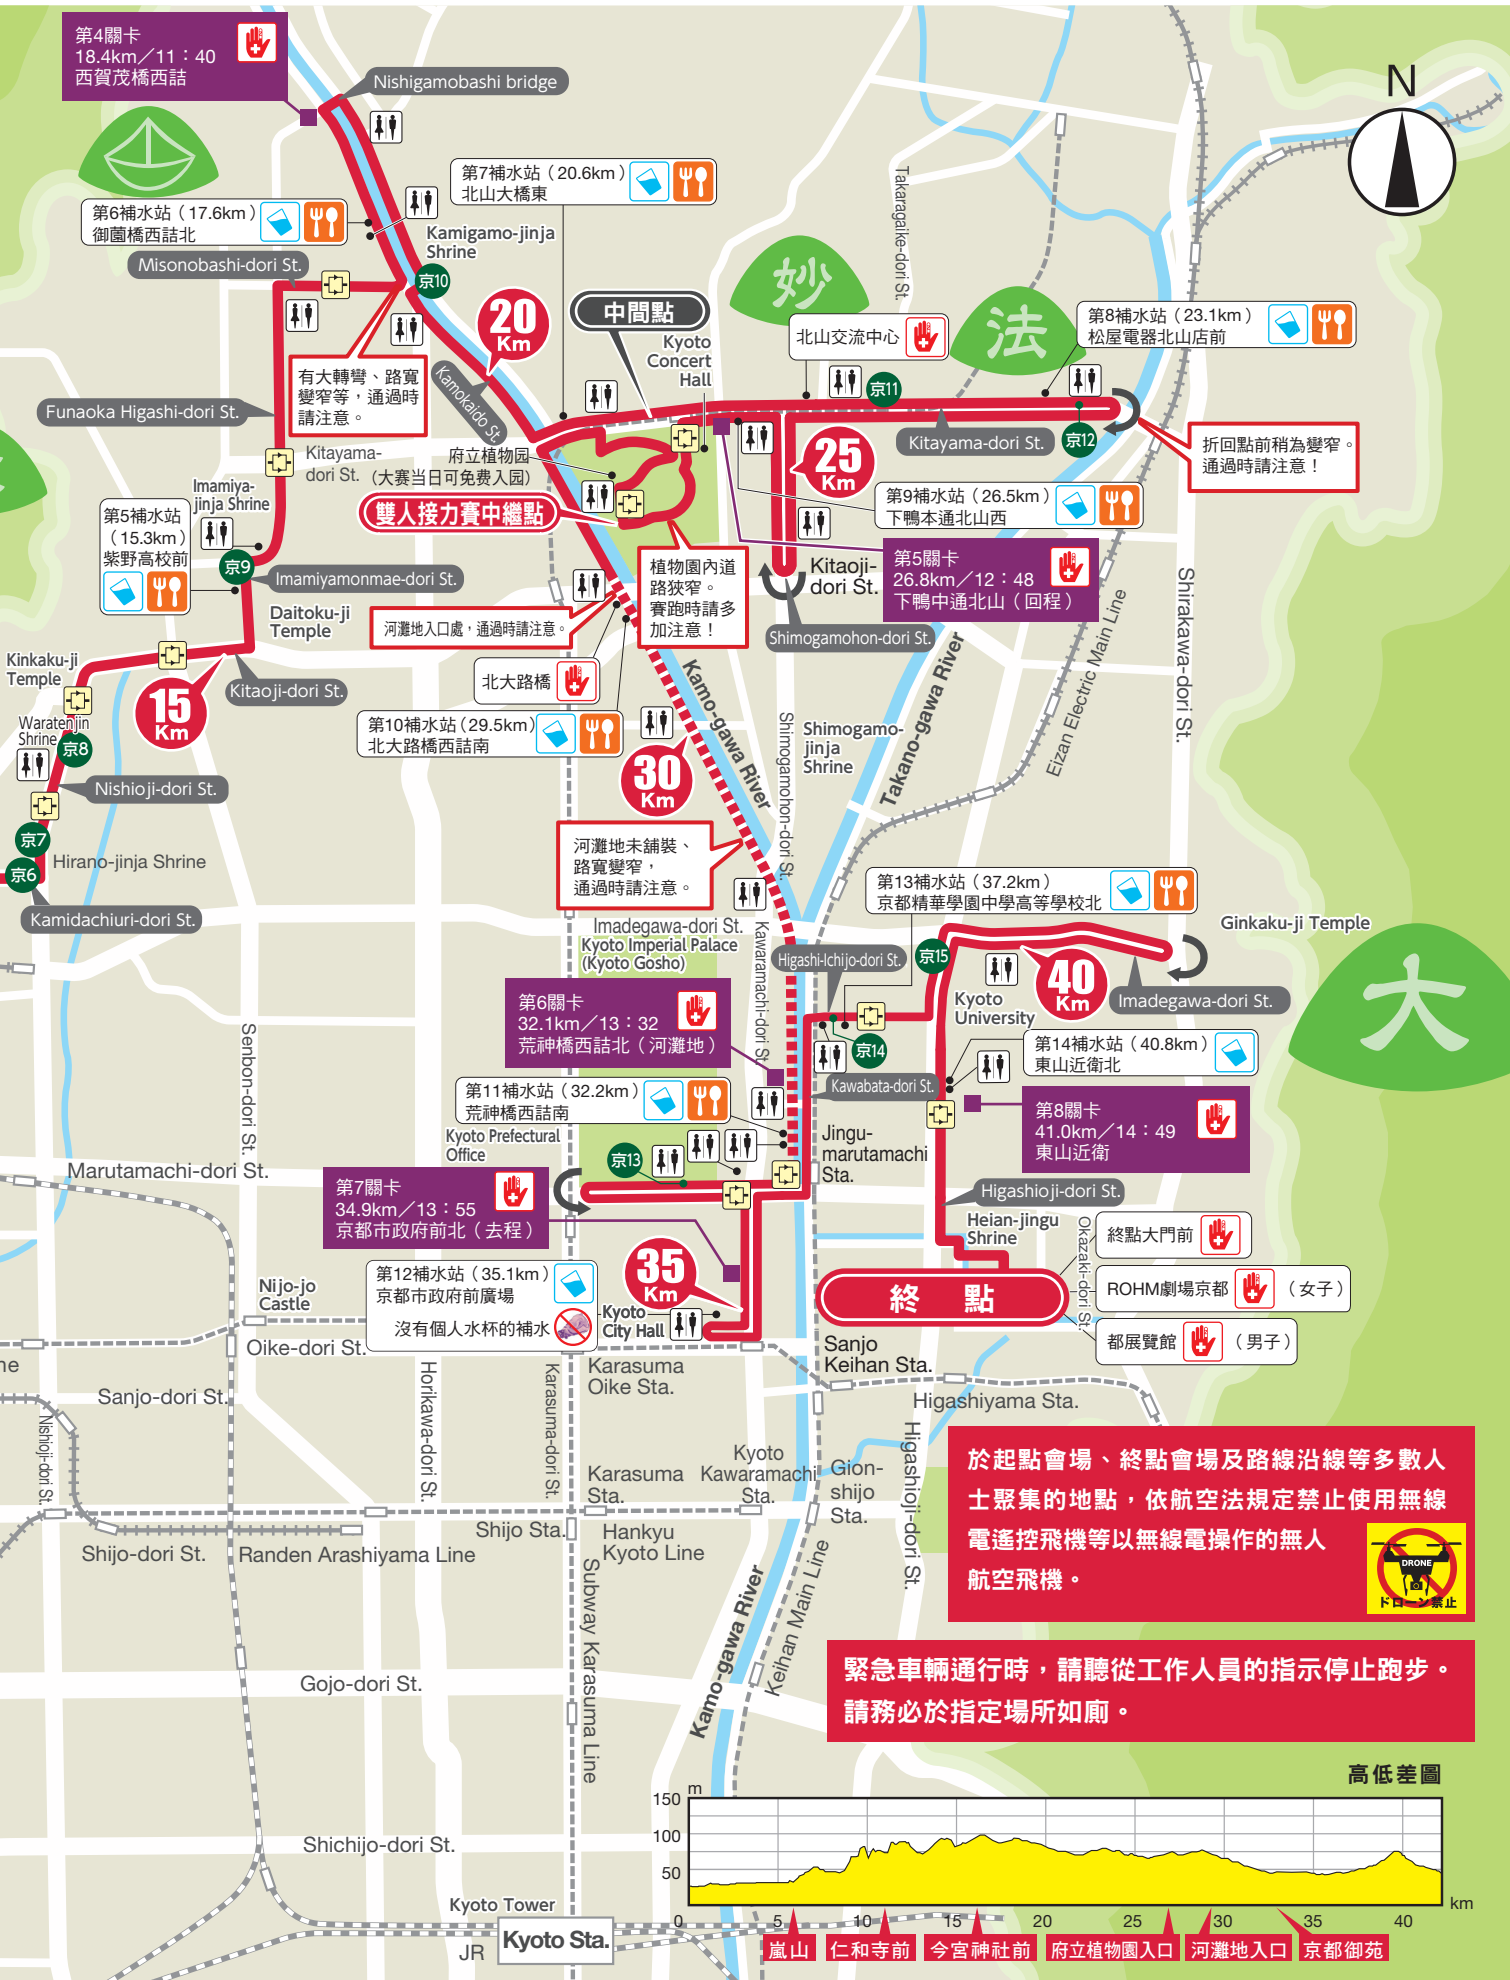 第4關卡
18.4km／11：40
西賀茂橋西詰
Nishigamobashi bridge
N
第7補水站（20.6km）
北山大橋東
第6補水站（17.6km）
御薗橋西詰北
Misonobashi-dori St.
Kamigamo-jinja
Shrine
京10
Takaragaike-dori St.
妙
法
20
Km
中間點
Kyoto
Concert
Hall
北山交流中心
第8補水站（23.1km）
松屋電器北山店前
京11
京12
Kitayama-dori St.
折回點前稍為變窄。
通過時請注意！
有大轉彎、路寬
變窄等，通過時
請注意。
Kamokaido St.
Funaoka Higashi-dori St.
Kitayama-
dori St.
府立植物园
（大赛当日可免费入园）
雙人接力賽中繼點
25
Km
第9補水站（26.5km）
下鴨本通北山西
Imamiya-
jinja Shrine
第5補水站
（15.3km）
紫野高校前
京9
Imamiyamonmae-dori St.
Daitoku-ji
Temple
植物園內道
路狹窄。
賽跑時請多
加注意！
Kitaoji-
dori St.
第5關卡
26.8km／12：48
下鴨中通北山（回程）
河灘地入口處，通過時請注意。
Shimogamohon-dori St.
Shirakawa-dori St.
Eizan Electric Main Line
Kinkaku-ji
Temple
Kitaoji-dori St.
15
Km
北大路橋
第10補水站（29.5km）
北大路橋西詰南
Kamo-gawa River
Takano-gawa River
Shimogamohon-dori St.
Shimogamo-
jinja
Shrine
Waratenjin
Shrine
京8
Nishioji-dori St.
30
Km
京7
京6
Hirano-jinja Shrine
Kamidachiuri-dori St.
河灘地未舖裝、
路寬變窄，
通過時請注意。
第13補水站（37.2km）
京都精華學園中學高等學校北
Ginkaku-ji Temple
Imadegawa-dori St.
Kyoto Imperial Palace
(Kyoto Gosho)
Kawaramachi-dori St.
Higashi-Ichijo-dori St.
京15
40
Km
Imadegawa-dori St.
大
Kyoto
University
第6關卡
32.1km／13：32
荒神橋西詰北（河灘地）
京14
第14補水站（40.8km）
東山近衛北
Senbon-dori St.
Kawabata-dori St.
第11補水站（32.2km）
荒神橋西詰南
第8關卡
41.0km／14：49
東山近衛
Kyoto Prefectural
Office
京13
Jingu-
marutamachi
Sta.
Marutamachi-dori St.
第7關卡
34.9km／13：55
京都市政府前北（去程）
Higashioji-dori St.
Heian-jingu
Shrine
Okazaki-dori St.
終點大門前
ROHM劇場京都
（女子）
都展覽館
（男子）
終 點
35
Km
第12補水站（35.1km）
京都市政府前廣場
沒有個人水杯的補水
Nijo-jo
Castle
Kyoto
City Hall
Oike-dori St.
Karasuma
Oike Sta.
Sanjo
Keihan Sta.
Higashiyama Sta.
ne
Sanjo-dori St.
Nishioji-dori St.
Horikawa-dori St.
Karasuma-dori St.
Higashioji-dori St.
Karasuma
Sta.
Kyoto
Kawaramachi
Sta.
Gion-
shijo
Sta.
Shijo Sta.
Hankyu
Kyoto Line
Shijo-dori St.
Randen Arashiyama Line
Subway Karasuma Line
Kamo-gawa River
Keihan Main Line
於起點會場、終點會場及路線沿線等多數人
士聚集的地點，依航空法規定禁止使用無線
電遙控飛機等以無線電操作的無人
航空飛機。
DRONE
ドローン禁止
緊急車輛通行時，請聽從工作人員的指示停止跑步。
請務必於指定場所如廁。
Gojo-dori St.
Shichijo-dori St.
Kyoto Tower
Kyoto Sta.
JR
高低差圖
m
150
100
50
km
0 5 10 15 20 25 30 35 40
嵐山 仁和寺前 今宮神社前 府立植物園入口 河灘地入口 京都御苑